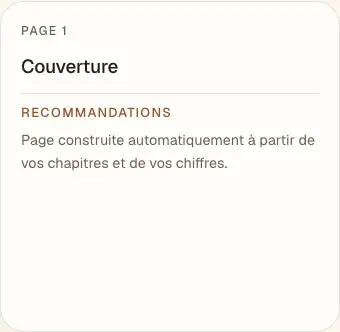 PAGE 1
Couverture
RECOMMANDATIONS
Page construite automatiquement à partir de
vos chapitres et de vos chiffres.